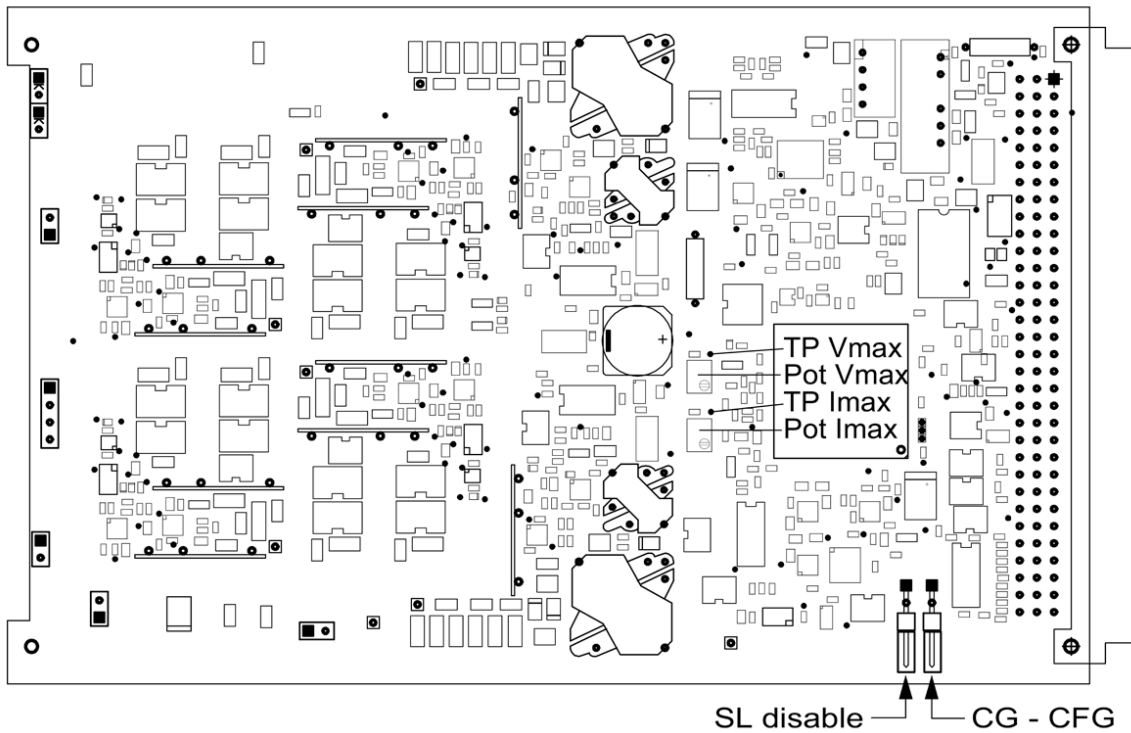 TP Vmax
Pot Vmax
TP Imax
Pot Imax
SL disable
CG - CFG